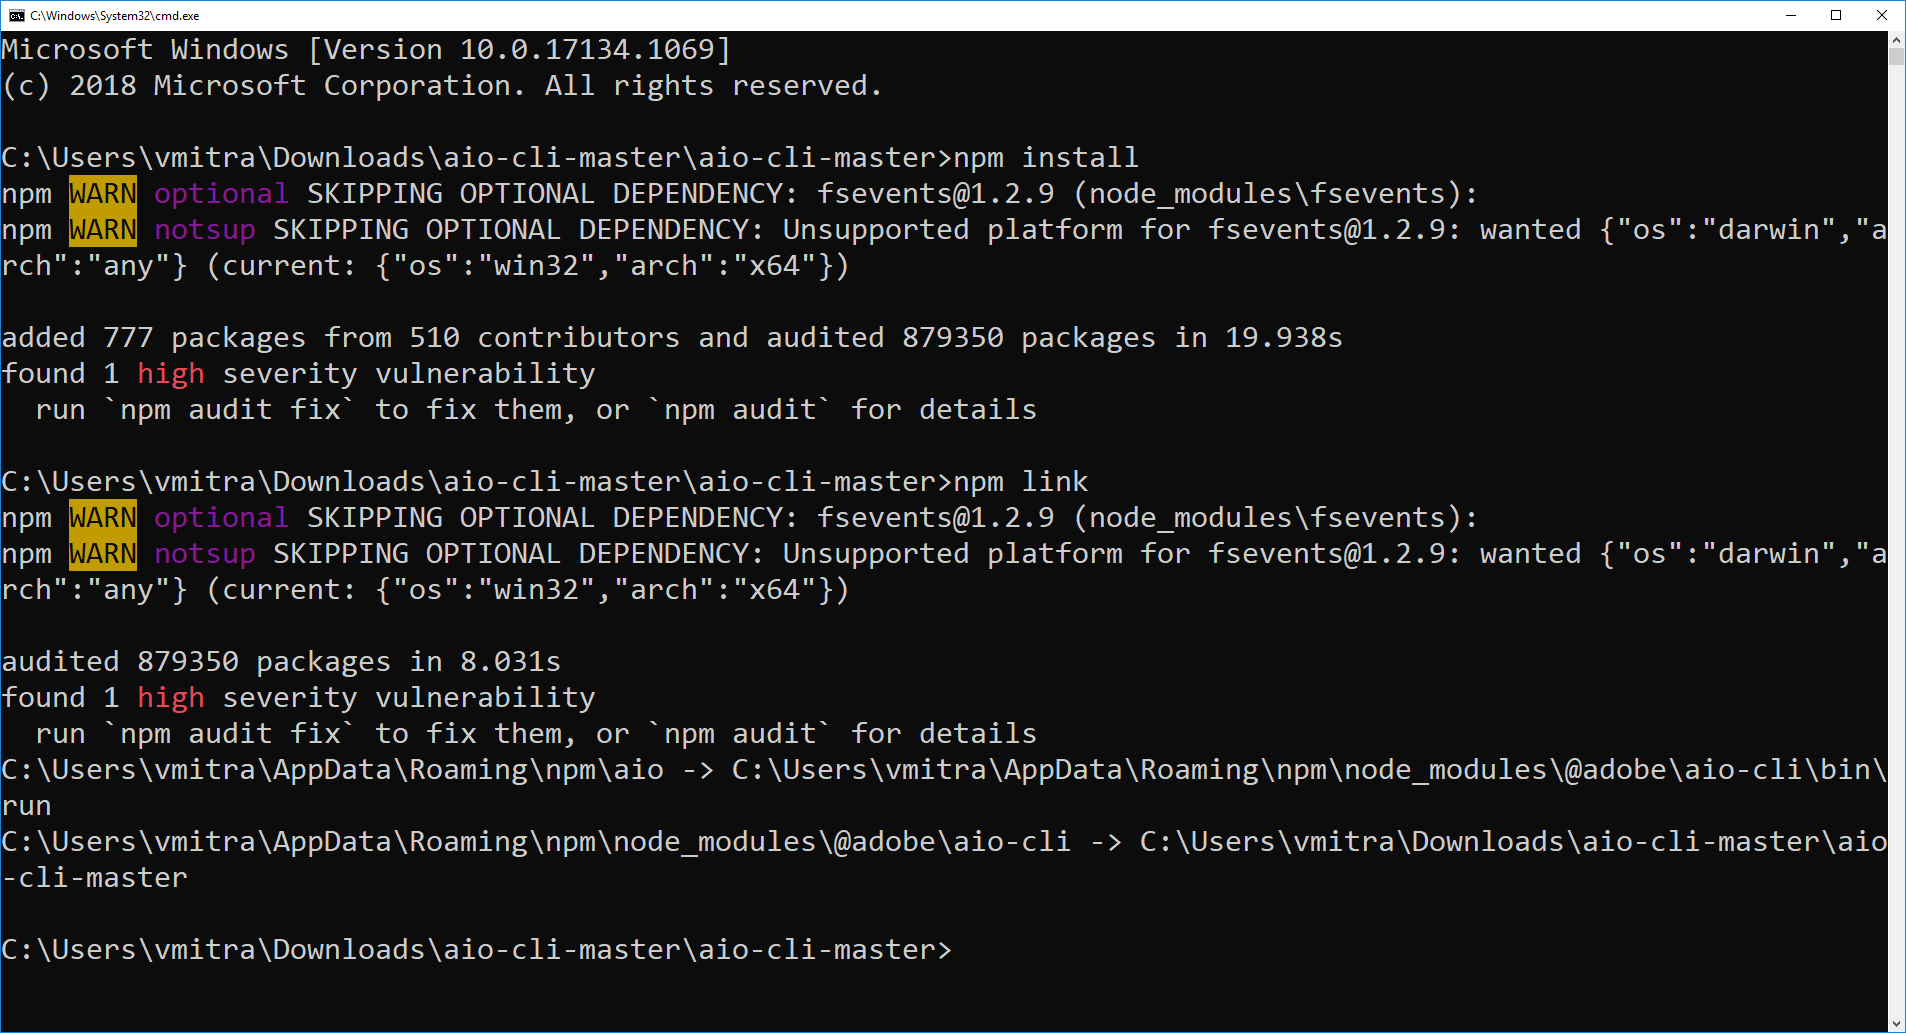 C:\Windows\System32\cmd.exe
Microsoft Windows [Version 10.0.17134.1069]
(c) 2018 Microsoft Corporation. All rights reserved.
C:\Users\vmitra\Downloads\aio-cli-master\aio-cli-master>npm install
npm WARN optional SKIPPING OPTIONAL DEPENDENCY: fsevents@1.2.9 (node_modules\fsevents):
npm WARN notsup SKIPPING OPTIONAL DEPENDENCY: Unsupported platform for fsevents@1.2.9: wanted {"os":"darwin","a
rch":"any"} (current: {"os":"win32","arch":"x64"})
added 777 packages from 510 contributors and audited 879350 packages in 19.938s
found 1 high severity vulnerability
  run `npm audit fix` to fix them, or `npm audit` for details
C:\Users\vmitra\Downloads\aio-cli-master\aio-cli-master>npm link
npm WARN optional SKIPPING OPTIONAL DEPENDENCY: fsevents@1.2.9 (node_modules\fsevents):
npm WARN notsup SKIPPING OPTIONAL DEPENDENCY: Unsupported platform for fsevents@1.2.9: wanted {"os":"darwin","a
rch":"any"} (current: {"os":"win32","arch":"x64"})
audited 879350 packages in 8.031s
found 1 high severity vulnerability
  run `npm audit fix` to fix them, or `npm audit` for details
C:\Users\vmitra\AppData\Roaming\npm\aio -> C:\Users\vmitra\AppData\Roaming\npm\node_modules\@adobe\aio-cli\bin\
run
C:\Users\vmitra\AppData\Roaming\npm\node_modules\@adobe\aio-cli -> C:\Users\vmitra\Downloads\aio-cli-master\aio
-cli-master
C:\Users\vmitra\Downloads\aio-cli-master\aio-cli-master>